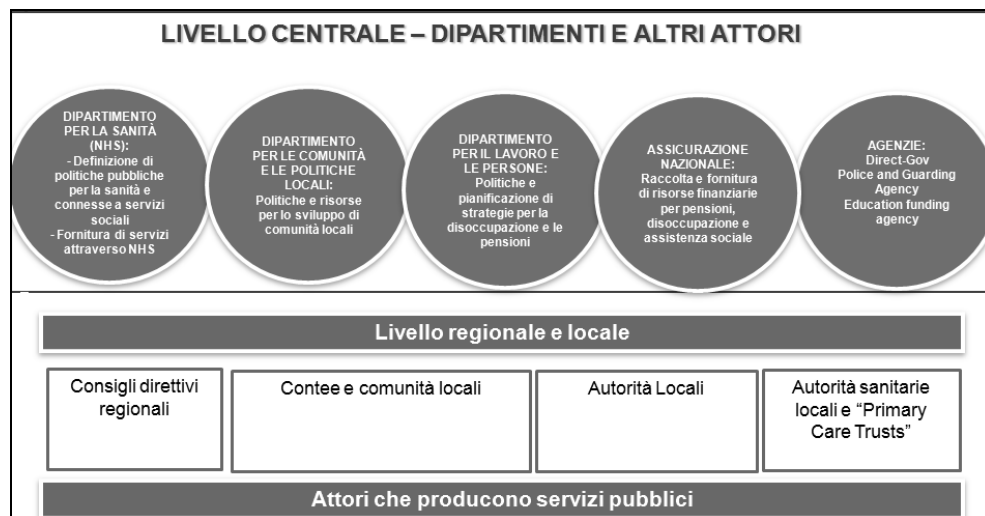 LIVELLO CENTRALE – DIPARTIMENTI E ALTRI ATTORI
DIPARTIMENTO
PER LA SANITÀ
(NHS):
- Definizione di
politiche pubbliche
per la sanità e
connesse a servizi
sociali
- Fornitura di servizi
attraverso NHS
DIPARTIMENTO
PER LE COMUNITÀ
E LE POLITICHE
LOCALI:
Politiche e risorse
per lo sviluppo di
comunità locali
DIPARTIMENTO
PER IL LAVORO E
LE PERSONE:
Politiche e
pianificazione di
strategie per la
disoccupazione e le
pensioni
ASSICURAZIONE
NAZIONALE:
Raccolta e fornitura
di risorse finanziarie
per pensioni,
disoccupazione e
assistenza sociale
AGENZIE:
Direct-Gov
Police and Guarding
Agency
Education funding
agency
Livello regionale e locale
Consigli direttivi
regionali
Contee e comunità locali
Autorità Locali
Autorità sanitarie
locali e “Primary
Care Trusts”
Attori che producono servizi pubblici